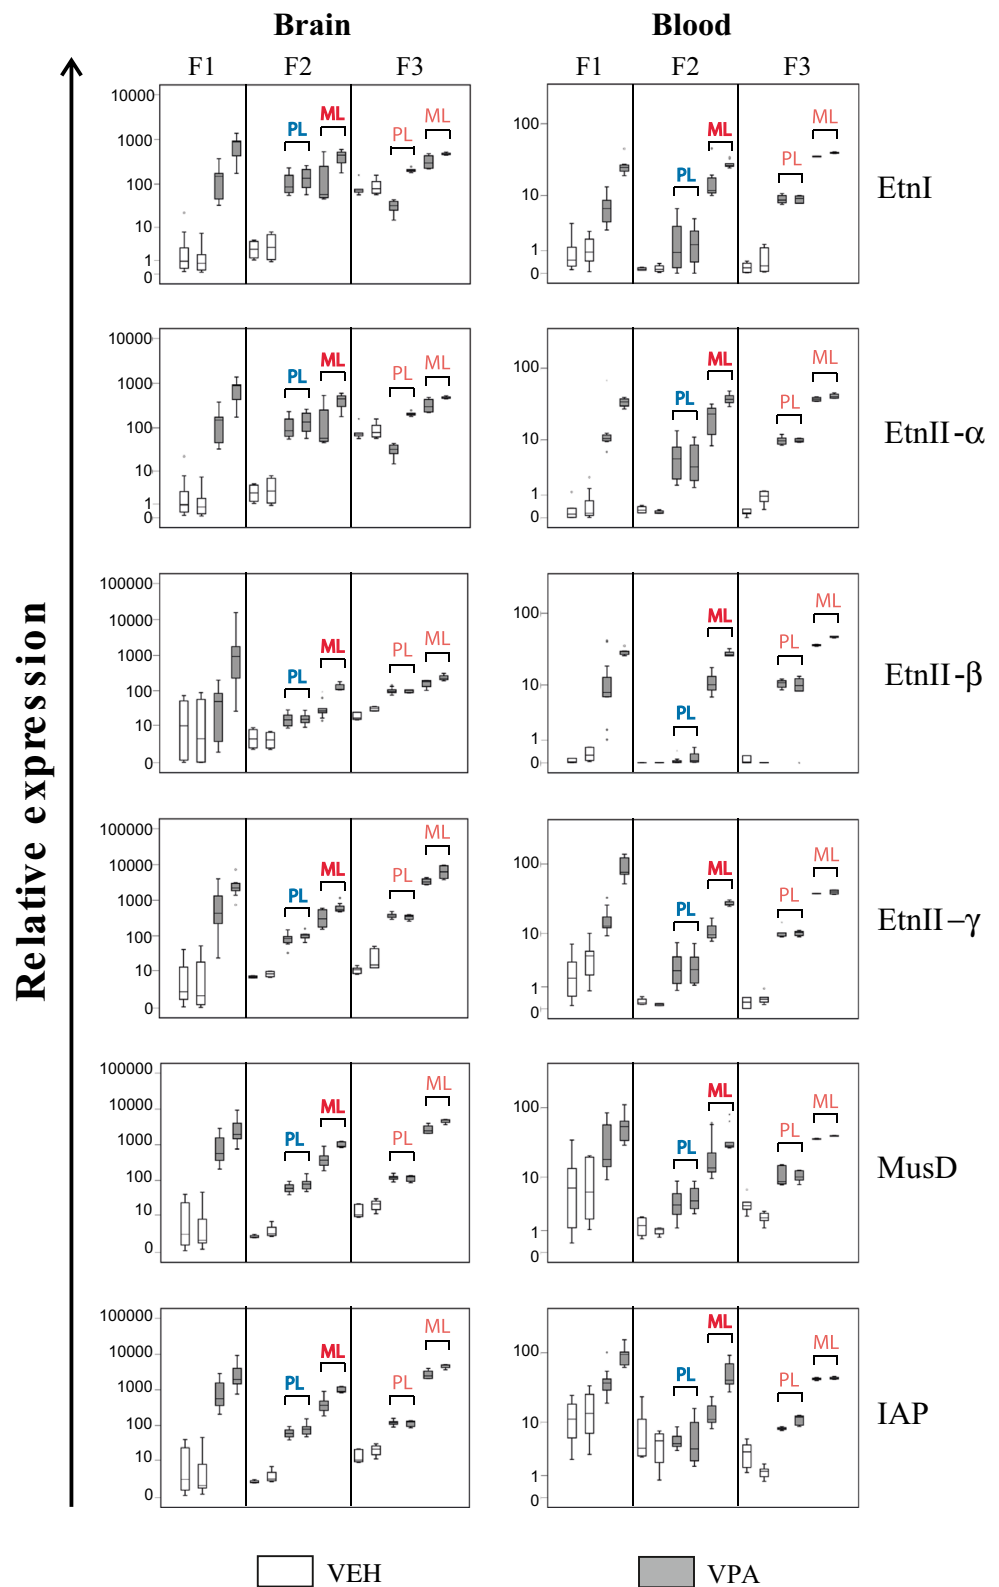 Brain Blood
F1 F2 F3 F1 F2 F3
Relative expression
10000 1000 100 10 1 0 PL ML PL ML
100 10 1 0 PL ML PL ML
EtnI
10000 1000 100 10 1 0 PL ML PL ML
100 10 1 0 PL ML PL ML
EtnII-α
100000 1000 100 10 0 PL ML PL ML
100 10 1 0 PL ML PL ML
EtnII-β
100000 10000 1000 100 10 0 PL ML PL ML
100 10 1 0 PL ML PL ML
EtnII–γ
100000 10000 1000 100 10 0 PL ML PL ML
100 10 1 0 PL ML PL ML
MusD
100000 10000 1000 100 10 0 PL ML PL ML
100 10 1 0 PL ML PL ML
IAP
VEH VPA